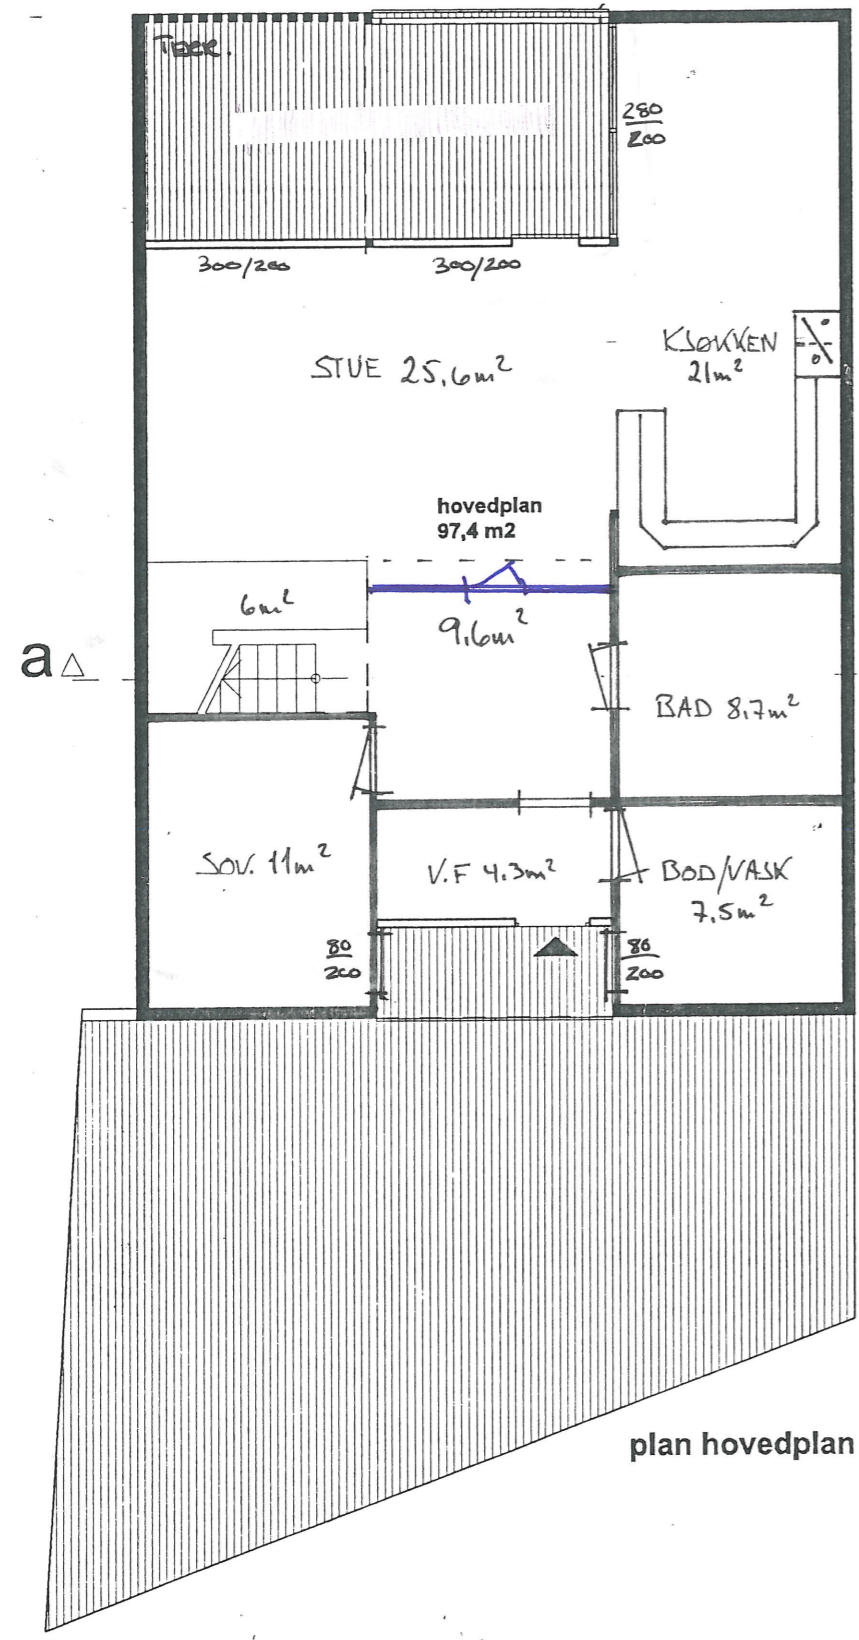 TERR.
280
200
300/200
300/200
KJØKKEN
21m²
STUE 25,6m²
hovedplan
97,4 m2
6m²
9,6m²
a
BAD 8,7m²
SOV. 11m²
V.F 4.3m²
BOD/VASK
7,5m²
80
200
80
200
plan hovedplan